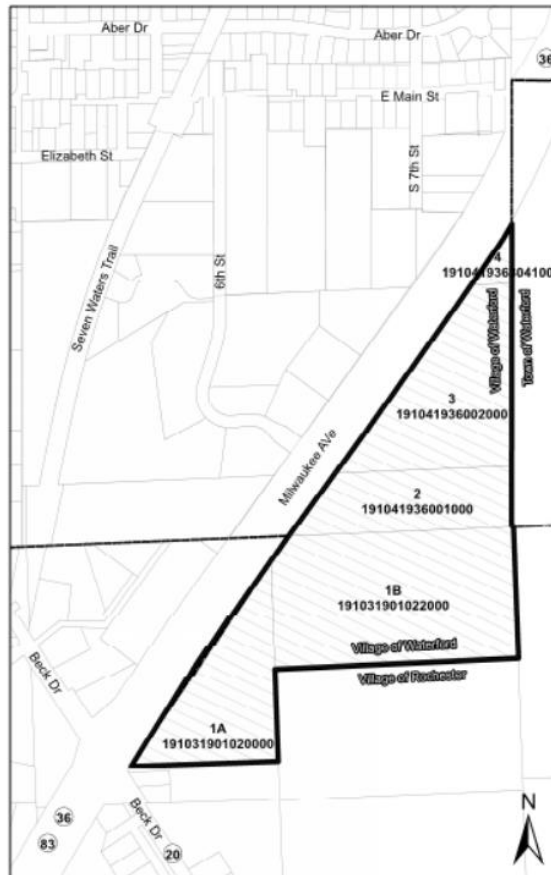 Aber Dr
Aber Dr
36
E Main St
Elizabeth St
S 7th St
Seven Waters Trail
6th St
4
Village of Waterford
Town of Waterford
3
191041936002000
Milwaukee AVe
2
191041936001000
1B
191031901022000
Village of Waterford
Village of Rochester
Beck Dr
1A
191031901020000
Beck Dr
36
83
20
N